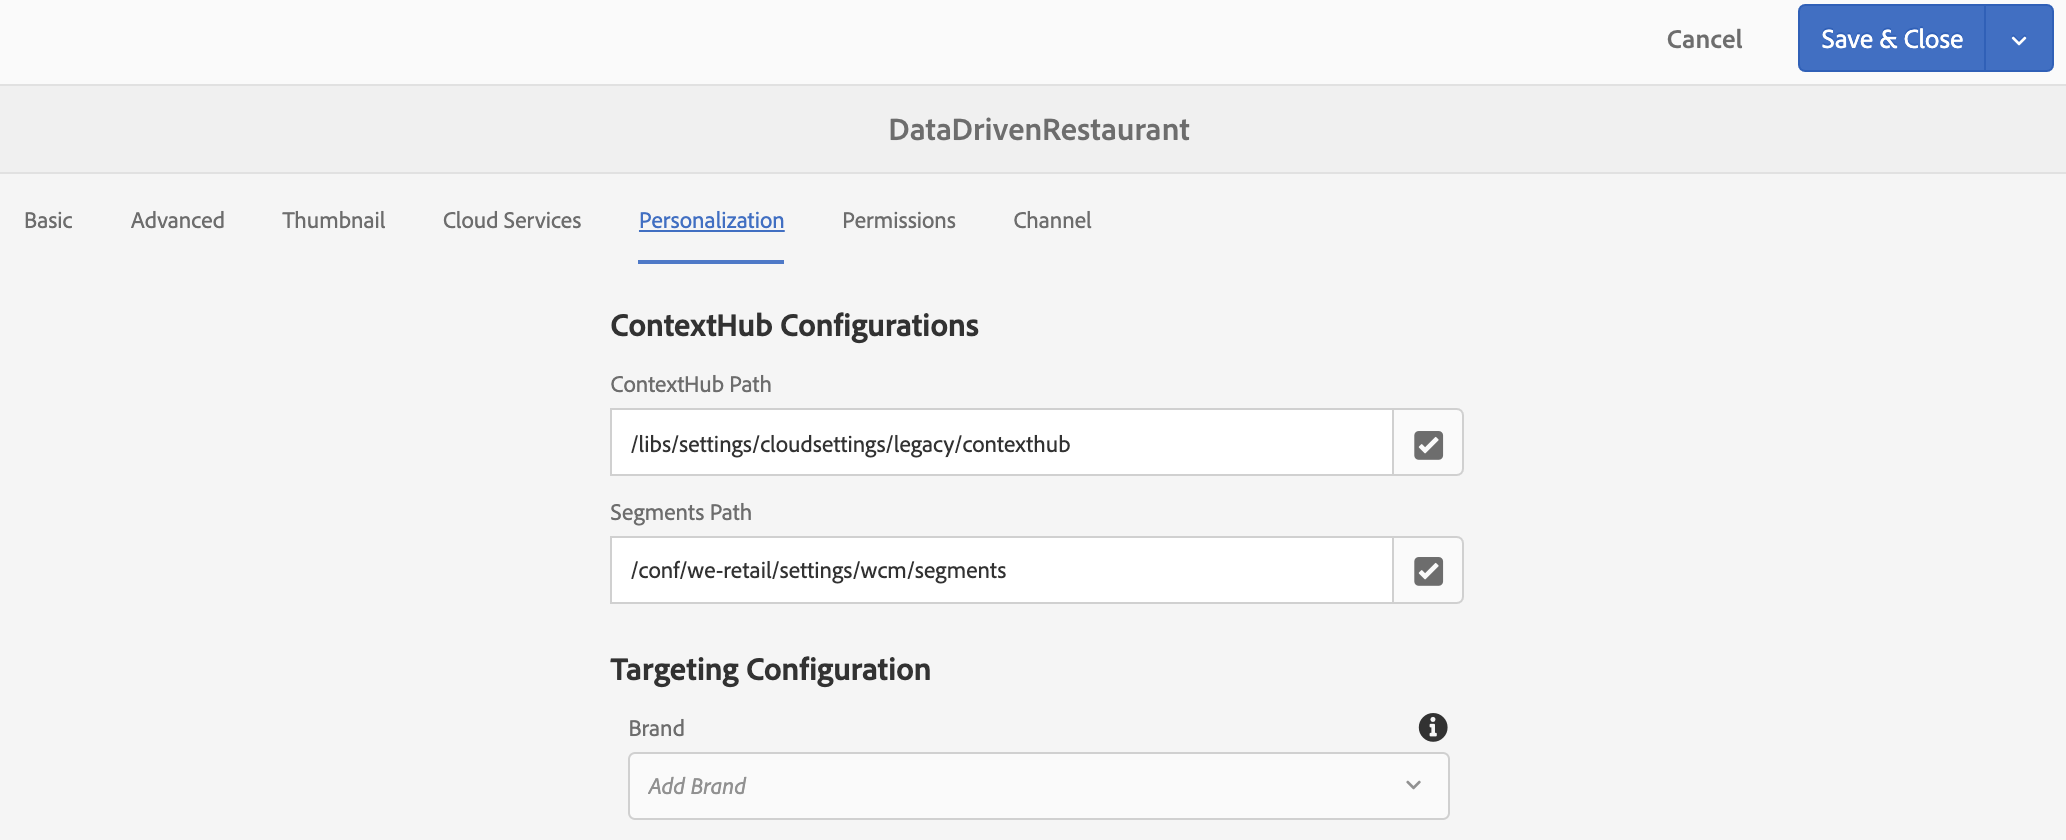 Cancel Save & Close
DataDrivenRestaurant
Basic Advanced Thumbnail Cloud Services Personalization Permissions Channel
ContextHub Configurations
ContextHub Path
/libs/settings/cloudsettings/legacy/contexthub
Segments Path
/conf/we-retail/settings/wcm/segments
Targeting Configuration
Brand
Add Brand